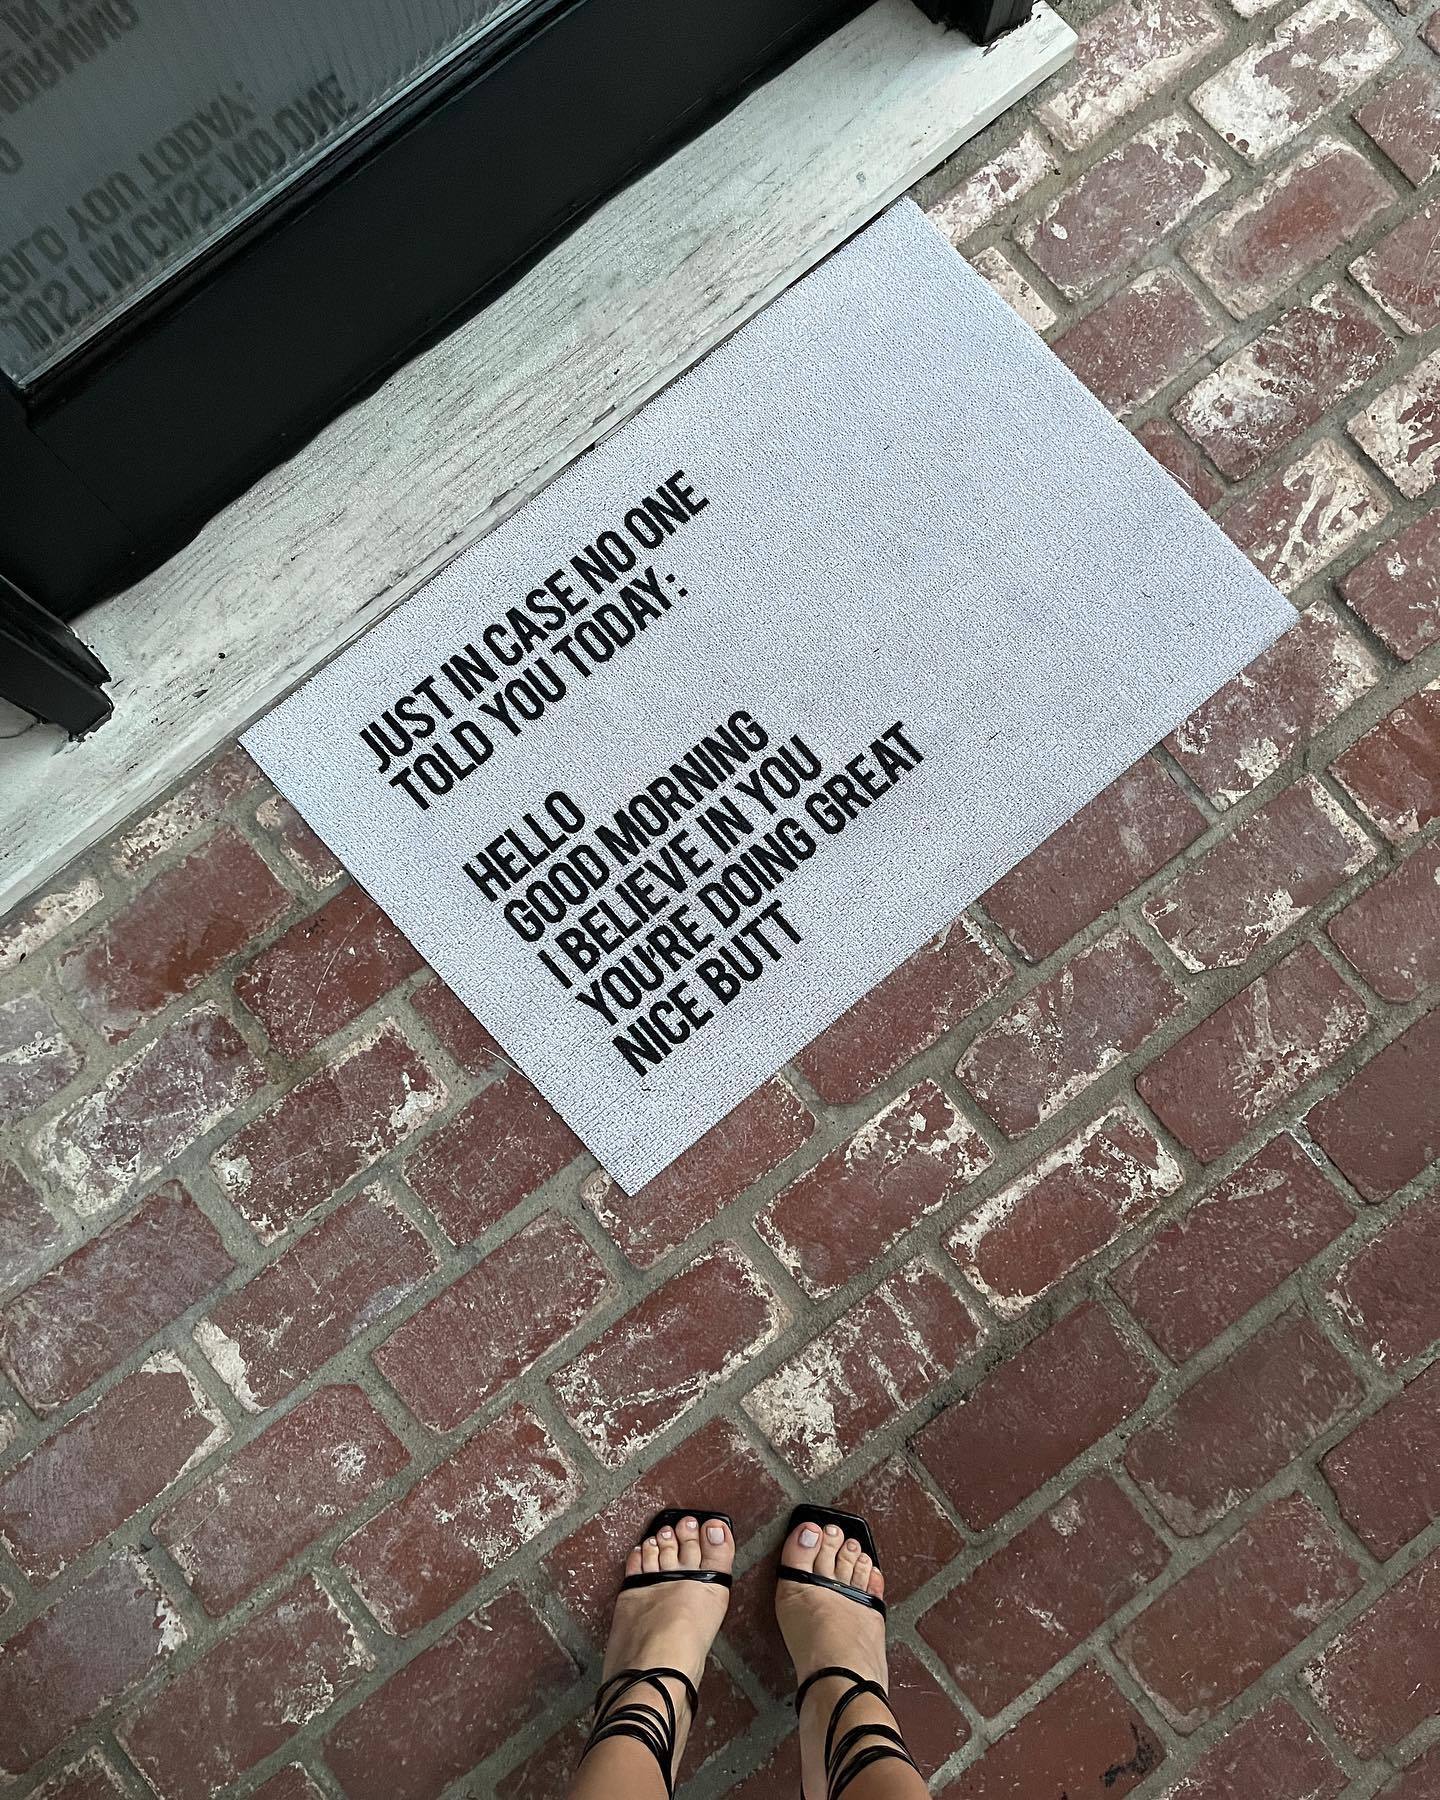 JUST IN CASE NO ONE
TOLD YOU TODAY:
HELLO
GOOD MORNING
I BELIEVE IN YOU
YOU'RE DOING GREAT
NICE BUTT